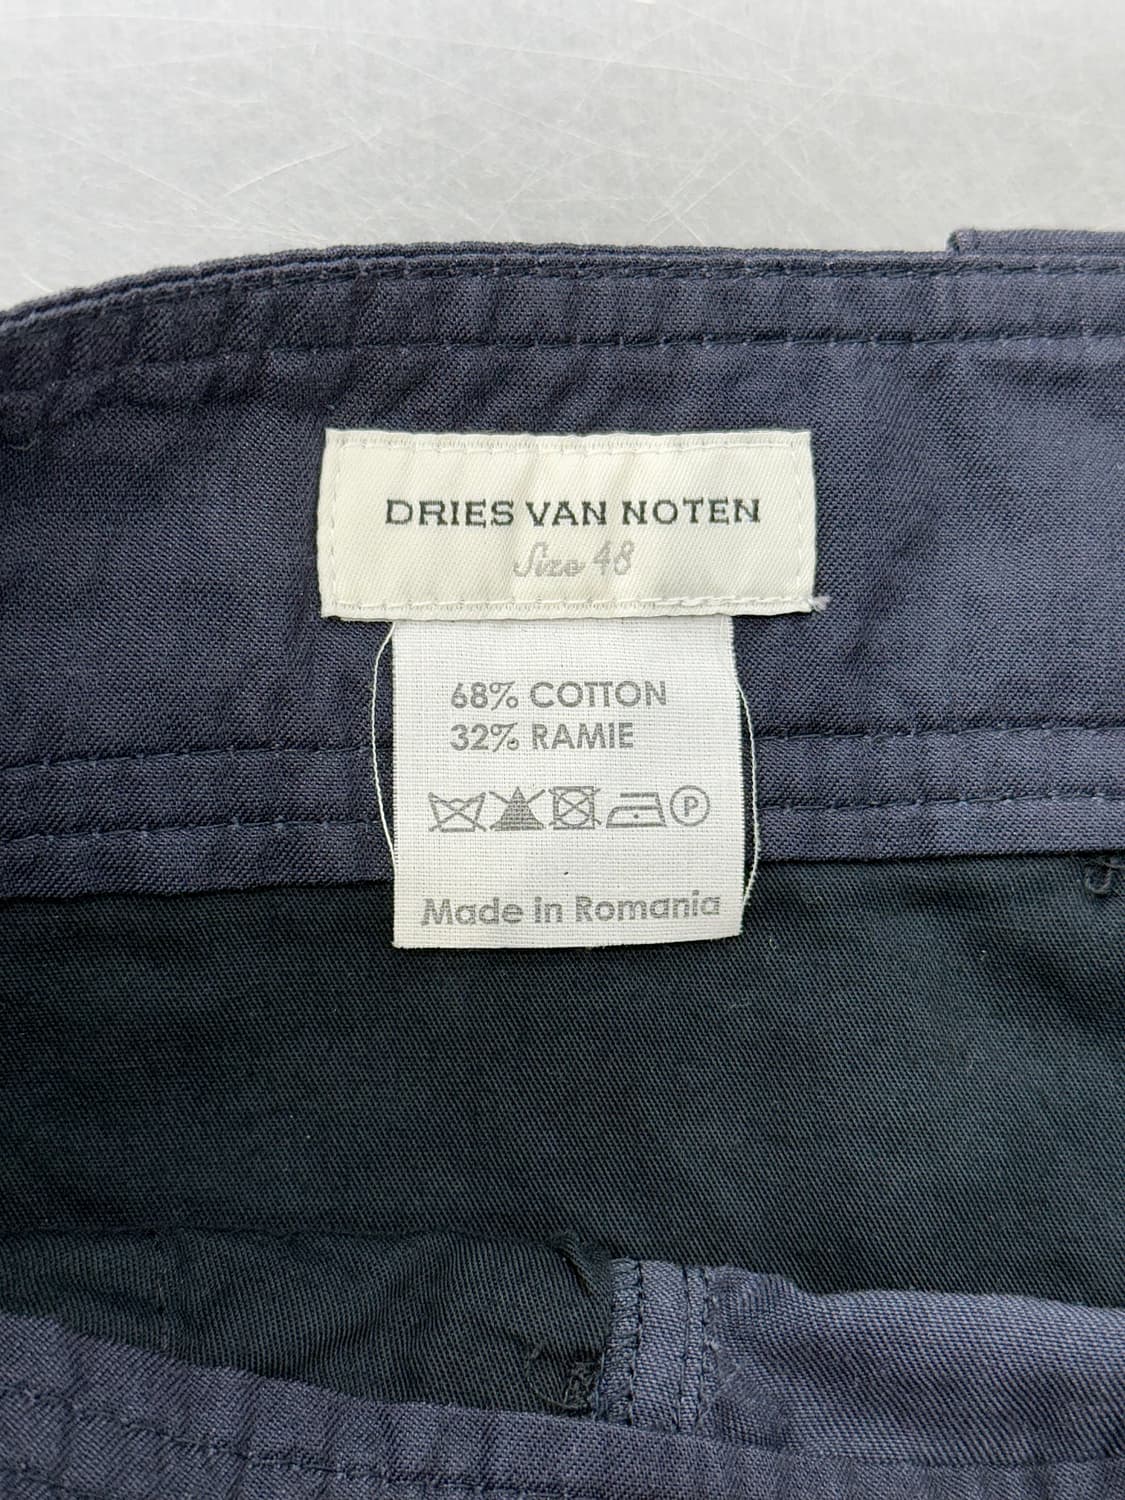 DRIES VAN NOTEN
Size 48
68% COTTON
32% RAMIE
P
Made in Romania